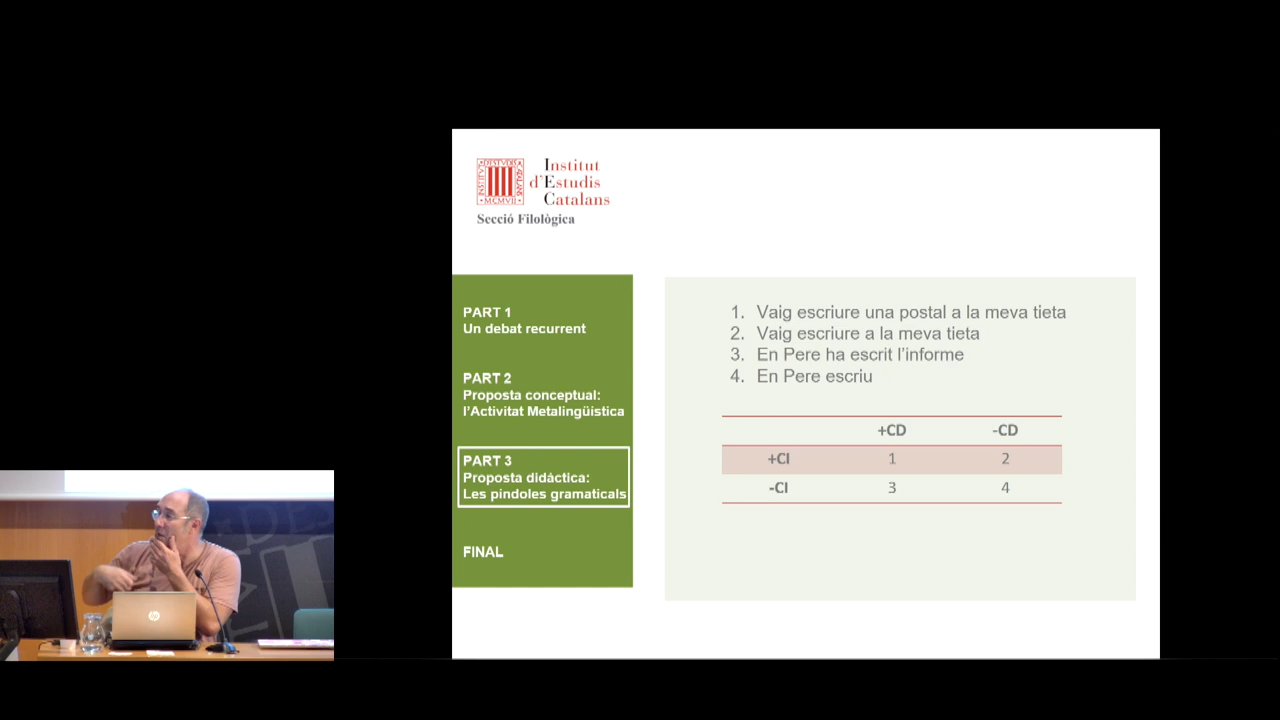 Institut
d'Estudis
Catalans
Secció Filològica
PART 1
Un debat recurrent
PART 2
Proposta conceptual:
l'Activitat Metalingüística
PART 3
Proposta didàctica:
Les píndoles gramaticals
FINAL
1. Vaig escriure una postal a la meva tieta
2. Vaig escriure a la meva tieta
3. En Pere ha escrit l'informe
4. En Pere escriu
+CD -CD
+CI 1 2
-CI 3 4
hp